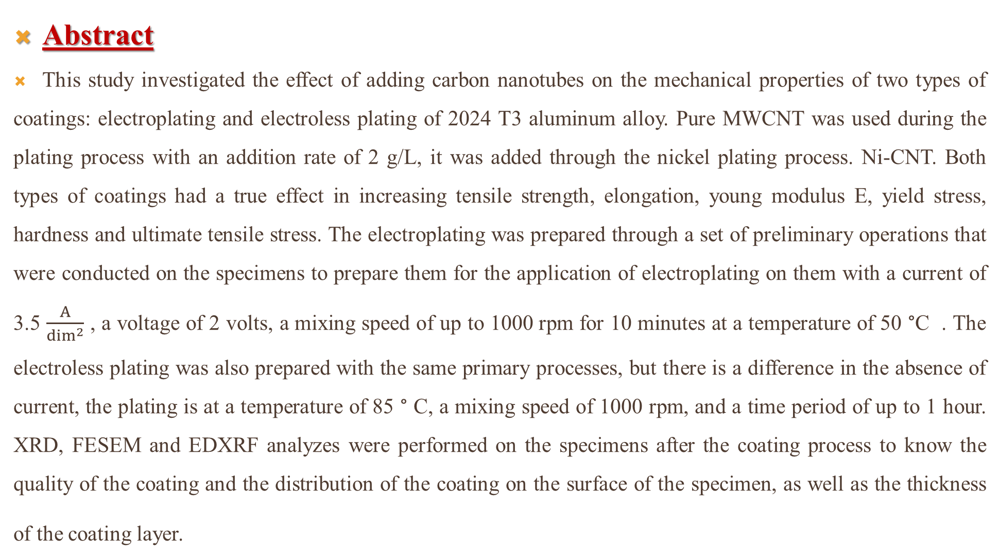 Abstract
This study investigated the effect of adding carbon nanotubes on the mechanical properties of two types of
coatings: electroplating and electroless plating of 2024 T3 aluminum alloy. Pure MWCNT was used during the
plating process with an addition rate of 2 g/L, it was added through the nickel plating process. Ni-CNT. Both
types of coatings had a true effect in increasing tensile strength, elongation, young modulus E, yield stress,
hardness and ultimate tensile stress. The electroplating was prepared through a set of preliminary operations that
were conducted on the specimens to prepare them for the application of electroplating on them with a current of
3.5 A/dim², a voltage of 2 volts, a mixing speed of up to 1000 rpm for 10 minutes at a temperature of 50 °C . The
electroless plating was also prepared with the same primary processes, but there is a difference in the absence of
current, the plating is at a temperature of 85 ° C, a mixing speed of 1000 rpm, and a time period of up to 1 hour.
XRD, FESEM and EDXRF analyzes were performed on the specimens after the coating process to know the
quality of the coating and the distribution of the coating on the surface of the specimen, as well as the thickness
of the coating layer.